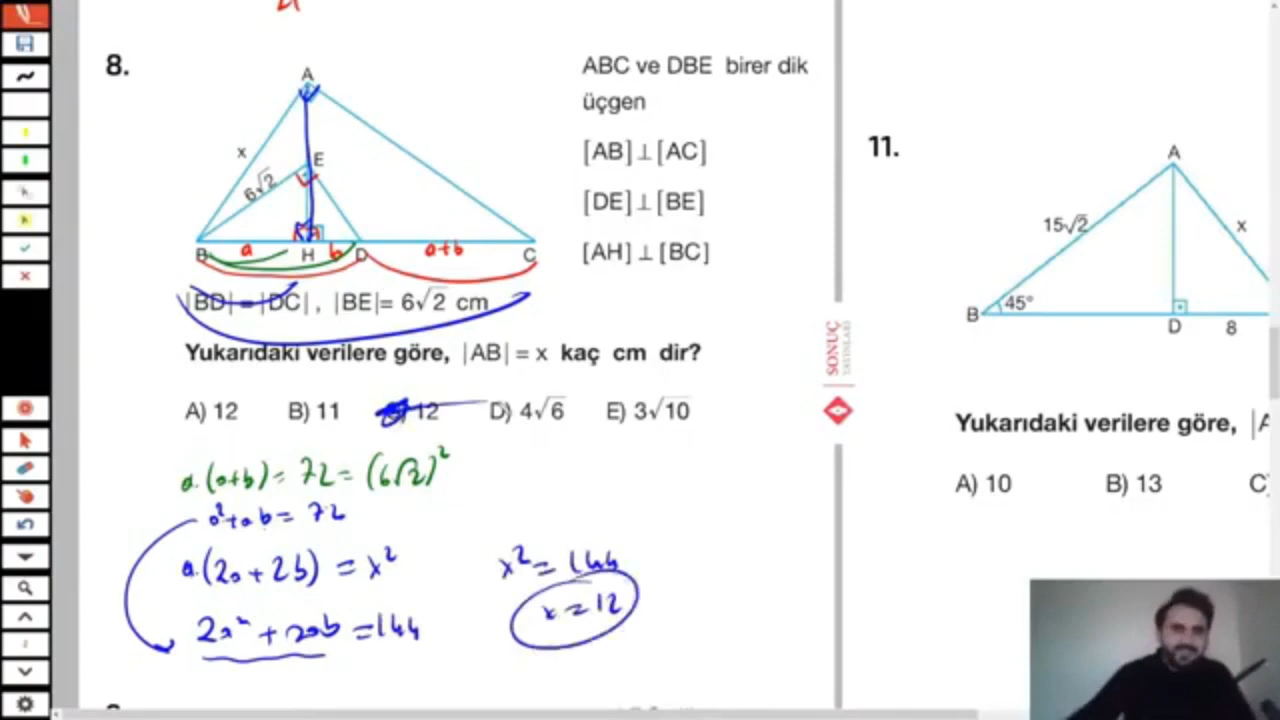 8.
A
x
E
6√2
B
a
H
b
D
a+b
C
ABC ve DBE birer dik
üçgen
[AB]⊥[AC]
[DE]⊥[BE]
[AH]⊥[BC]
|BD| = |DC| , |BE|= 6√2 cm
Yukarıdaki verilere göre, |AB| = x kaç cm dir?
A) 12 B) 11 12 D) 4√6 E) 3√10
a.(a+b) = 72 = (6√2)²
a²+ab = 72
a.(2a+2b) = x²
2a²+2ab = 144
x² = 144
x = 12
SONUÇ
YAYINLARI
11.
A
15√2
x
B
45°
D
8
Yukarıdaki verilere göre, |A
A) 10 B) 13 C)